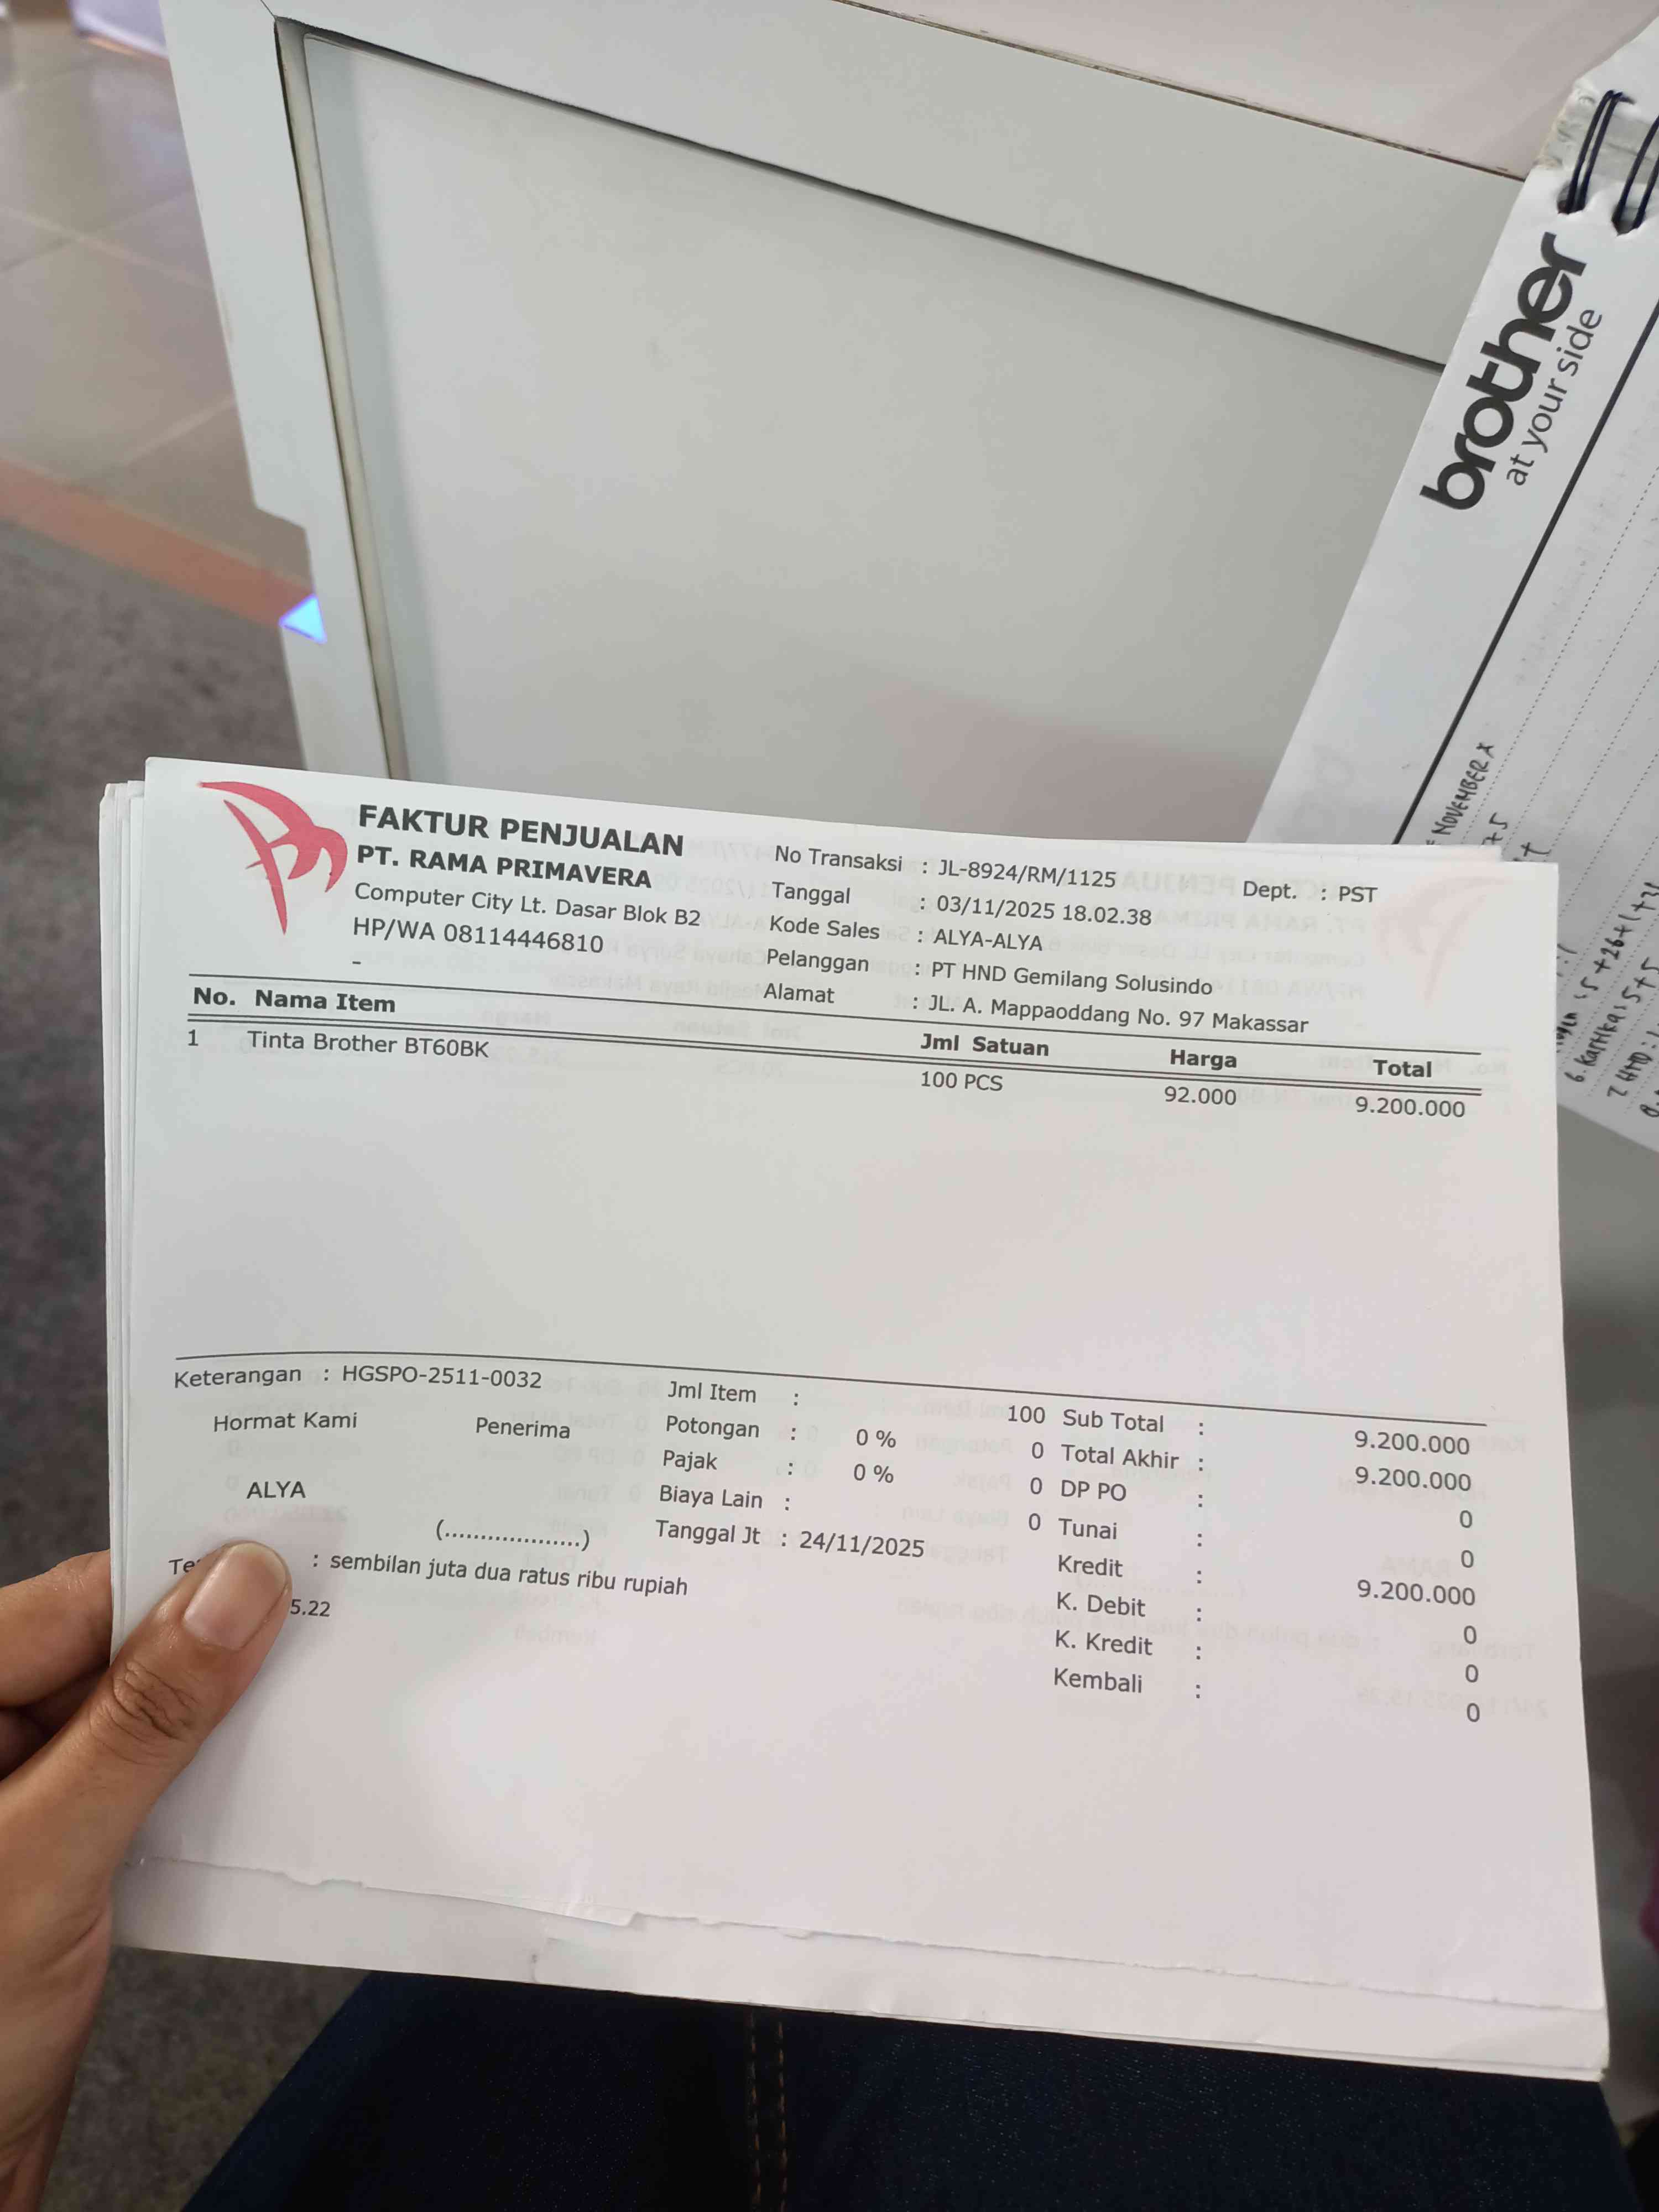 brother
at your side
NOVEMBER X
FAKTUR PENJUALAN
PT. RAMA PRIMAVERA
Computer City Lt. Dasar Blok B2
HP/WA 08114446810
-
No Transaksi : JL-8924/RM/1125 Dept. : PST
Tanggal : 03/11/2025 18.02.38
Kode Sales : ALYA-ALYA
Pelanggan : PT HND Gemilang Solusindo
Alamat : JL. A. Mappaoddang No. 97 Makassar
No. Nama Item Jml Satuan Harga Total
1 Tinta Brother BT60BK 100 PCS 92.000 9.200.000
Keterangan : HGSPO-2511-0032
Hormat Kami Penerima
ALYA
(..................)
Jml Item : 100
Potongan : 0 % 0
Pajak : 0 % 0
Biaya Lain : 0
Tanggal Jt : 24/11/2025
Sub Total : 9.200.000
Total Akhir : 9.200.000
DP PO : 0
Tunai : 0
Kredit : 9.200.000
K. Debit : 0
K. Kredit : 0
Kembali : 0
: sembilan juta dua ratus ribu rupiah
5.22